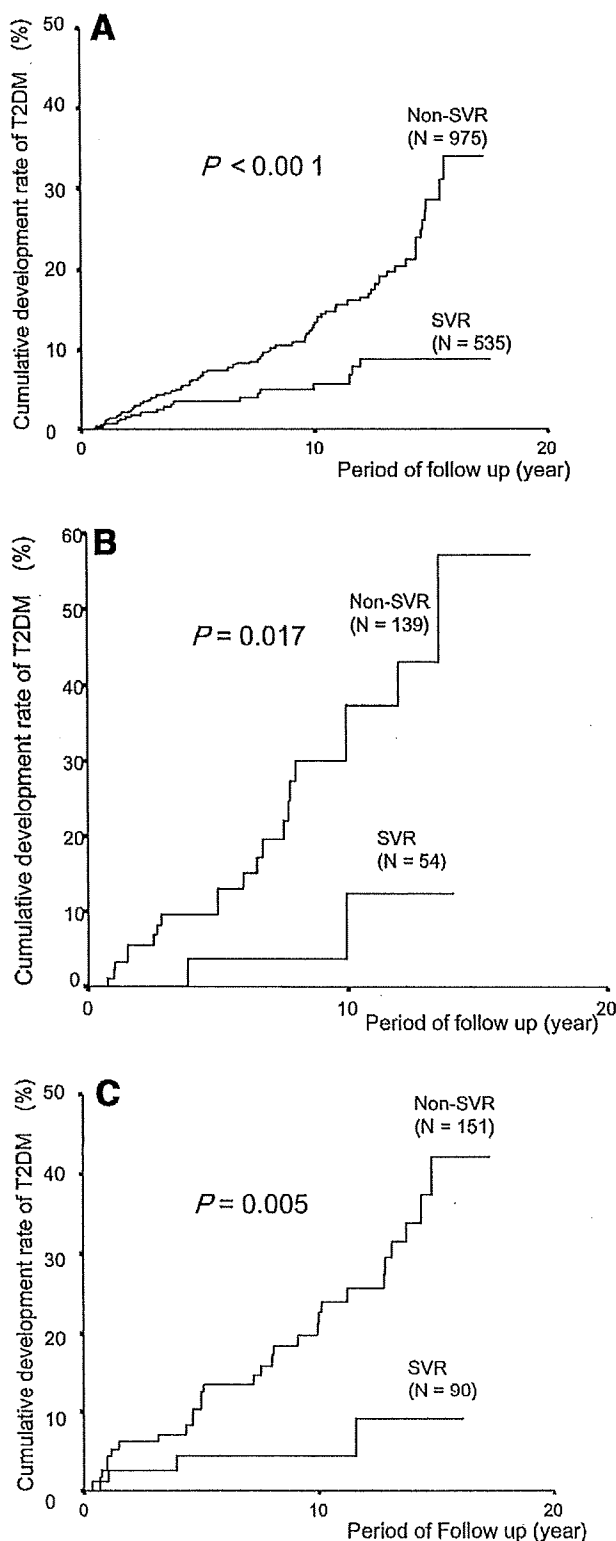 A
Cumulative development rate of T2DM (%)
50
40
30
20
10
0
Non-SVR
(N = 975)
P < 0.00 1
SVR
(N = 535)
0 10 20
Period of follow up (year)
B
Cumulative development rate of T2DM (%)
60
50
40
30
20
10
0
Non-SVR
(N = 139)
P = 0.017
SVR
(N = 54)
0 10 20
Period of follow up (year)
C
Cumulative development rate of T2DM (%)
50
40
30
20
10
0
Non-SVR
(N = 151)
P = 0.005
SVR
(N = 90)
0 10 20
Period of Follow up (year)